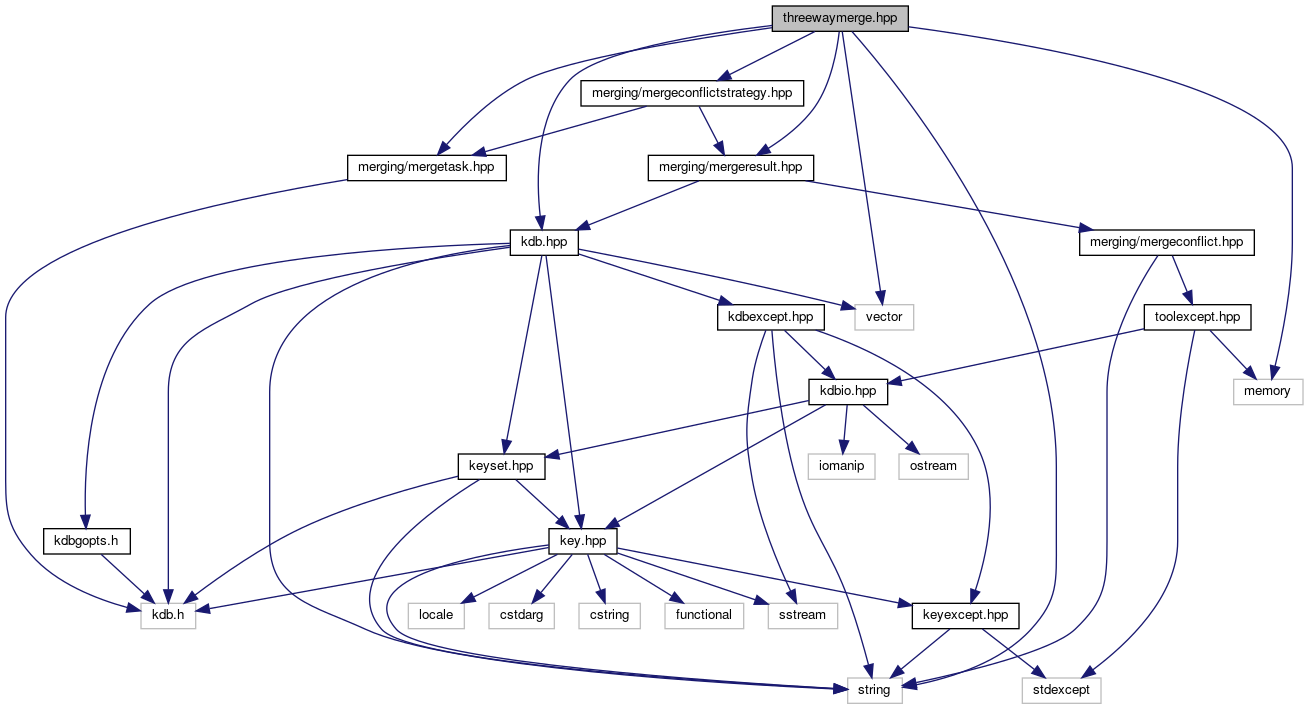 threewaymerge.hpp
merging/mergeconflictstrategy.hpp
merging/mergetask.hpp
merging/mergeresult.hpp
kdb.hpp
merging/mergeconflict.hpp
kdbexcept.hpp
vector
toolexcept.hpp
kdbio.hpp
memory
keyset.hpp
iomanip
ostream
kdbgopts.h
key.hpp
kdb.h
locale
cstdarg
cstring
functional
sstream
keyexcept.hpp
string
stdexcept